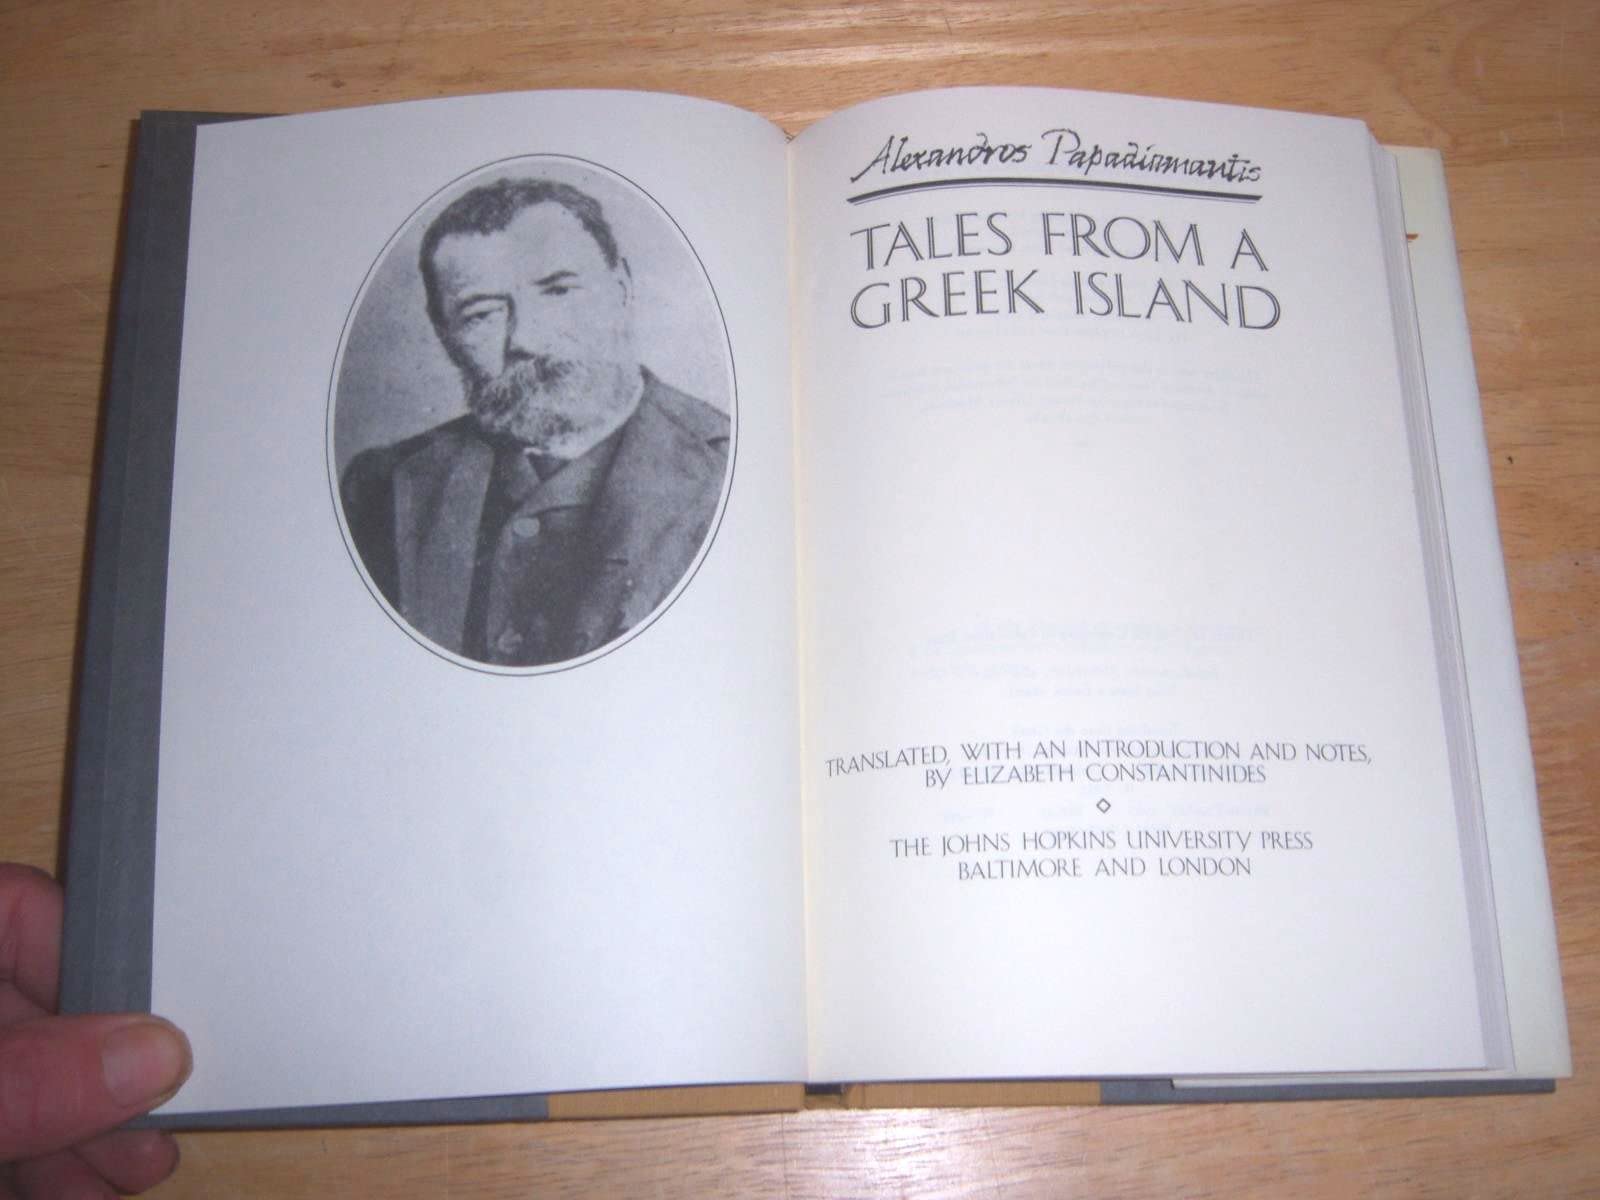 Alexandros Papadiamantis
TALES FROM A
GREEK ISLAND
TRANSLATED, WITH AN INTRODUCTION AND NOTES,
BY ELIZABETH CONSTANTINIDES
THE JOHNS HOPKINS UNIVERSITY PRESS
BALTIMORE AND LONDON